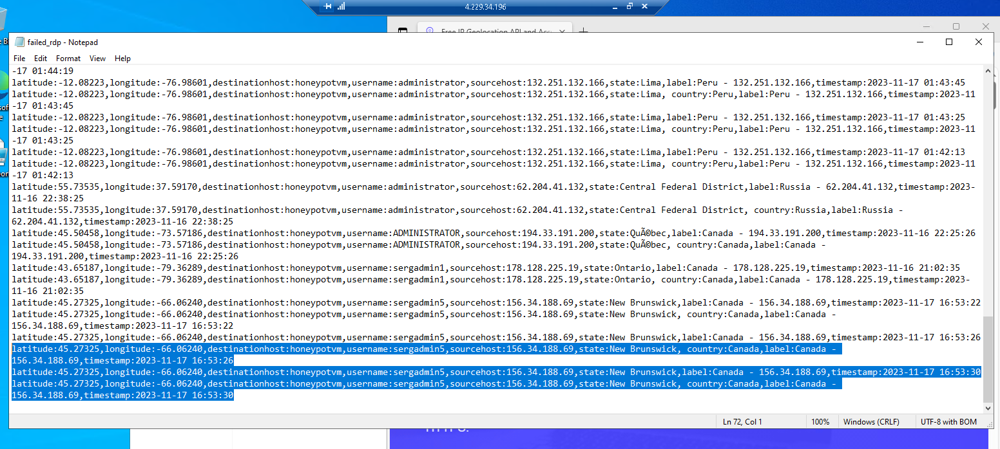 4.229.34.196
Free IP Geolocation API and Acc
failed_rdp - Notepad
File Edit Format View Help
-17 01:44:19
latitude:-12.08223,longitude:-76.98601,destinationhost:honeypotvm,username:administrator,sourcehost:132.251.132.166,state:Lima,label:Peru - 132.251.132.166,timestamp:2023-11-17 01:43:45
latitude:-12.08223,longitude:-76.98601,destinationhost:honeypotvm,username:administrator,sourcehost:132.251.132.166,state:Lima, country:Peru,label:Peru - 132.251.132.166,timestamp:2023-11
-17 01:43:45
latitude:-12.08223,longitude:-76.98601,destinationhost:honeypotvm,username:administrator,sourcehost:132.251.132.166,state:Lima,label:Peru - 132.251.132.166,timestamp:2023-11-17 01:43:25
latitude:-12.08223,longitude:-76.98601,destinationhost:honeypotvm,username:administrator,sourcehost:132.251.132.166,state:Lima, country:Peru,label:Peru - 132.251.132.166,timestamp:2023-11
-17 01:43:25
latitude:-12.08223,longitude:-76.98601,destinationhost:honeypotvm,username:administrator,sourcehost:132.251.132.166,state:Lima,label:Peru - 132.251.132.166,timestamp:2023-11-17 01:42:13
latitude:-12.08223,longitude:-76.98601,destinationhost:honeypotvm,username:administrator,sourcehost:132.251.132.166,state:Lima, country:Peru,label:Peru - 132.251.132.166,timestamp:2023-11
-17 01:42:13
latitude:55.73535,longitude:37.59170,destinationhost:honeypotvm,username:administrator,sourcehost:62.204.41.132,state:Central Federal District,label:Russia - 62.204.41.132,timestamp:2023-
11-16 22:38:25
latitude:55.73535,longitude:37.59170,destinationhost:honeypotvm,username:administrator,sourcehost:62.204.41.132,state:Central Federal District, country:Russia,label:Russia -
62.204.41.132,timestamp:2023-11-16 22:38:25
latitude:45.50458,longitude:-73.57186,destinationhost:honeypotvm,username:ADMINISTRATOR,sourcehost:194.33.191.200,state:QuÃ©bec,label:Canada - 194.33.191.200,timestamp:2023-11-16 22:25:26
latitude:45.50458,longitude:-73.57186,destinationhost:honeypotvm,username:ADMINISTRATOR,sourcehost:194.33.191.200,state:QuÃ©bec, country:Canada,label:Canada -
194.33.191.200,timestamp:2023-11-16 22:25:26
latitude:43.65187,longitude:-79.36289,destinationhost:honeypotvm,username:sergadmin1,sourcehost:178.128.225.19,state:Ontario,label:Canada - 178.128.225.19,timestamp:2023-11-16 21:02:35
latitude:43.65187,longitude:-79.36289,destinationhost:honeypotvm,username:sergadmin1,sourcehost:178.128.225.19,state:Ontario, country:Canada,label:Canada - 178.128.225.19,timestamp:2023-
11-16 21:02:35
latitude:45.27325,longitude:-66.06240,destinationhost:honeypotvm,username:sergadmin5,sourcehost:156.34.188.69,state:New Brunswick,label:Canada - 156.34.188.69,timestamp:2023-11-17 16:53:22
latitude:45.27325,longitude:-66.06240,destinationhost:honeypotvm,username:sergadmin5,sourcehost:156.34.188.69,state:New Brunswick, country:Canada,label:Canada -
156.34.188.69,timestamp:2023-11-17 16:53:22
latitude:45.27325,longitude:-66.06240,destinationhost:honeypotvm,username:sergadmin5,sourcehost:156.34.188.69,state:New Brunswick,label:Canada - 156.34.188.69,timestamp:2023-11-17 16:53:26
latitude:45.27325,longitude:-66.06240,destinationhost:honeypotvm,username:sergadmin5,sourcehost:156.34.188.69,state:New Brunswick, country:Canada,label:Canada -
156.34.188.69,timestamp:2023-11-17 16:53:26
latitude:45.27325,longitude:-66.06240,destinationhost:honeypotvm,username:sergadmin5,sourcehost:156.34.188.69,state:New Brunswick,label:Canada - 156.34.188.69,timestamp:2023-11-17 16:53:30
latitude:45.27325,longitude:-66.06240,destinationhost:honeypotvm,username:sergadmin5,sourcehost:156.34.188.69,state:New Brunswick, country:Canada,label:Canada -
156.34.188.69,timestamp:2023-11-17 16:53:30
Ln 72, Col 1 100% Windows (CRLF) UTF-8 with BOM